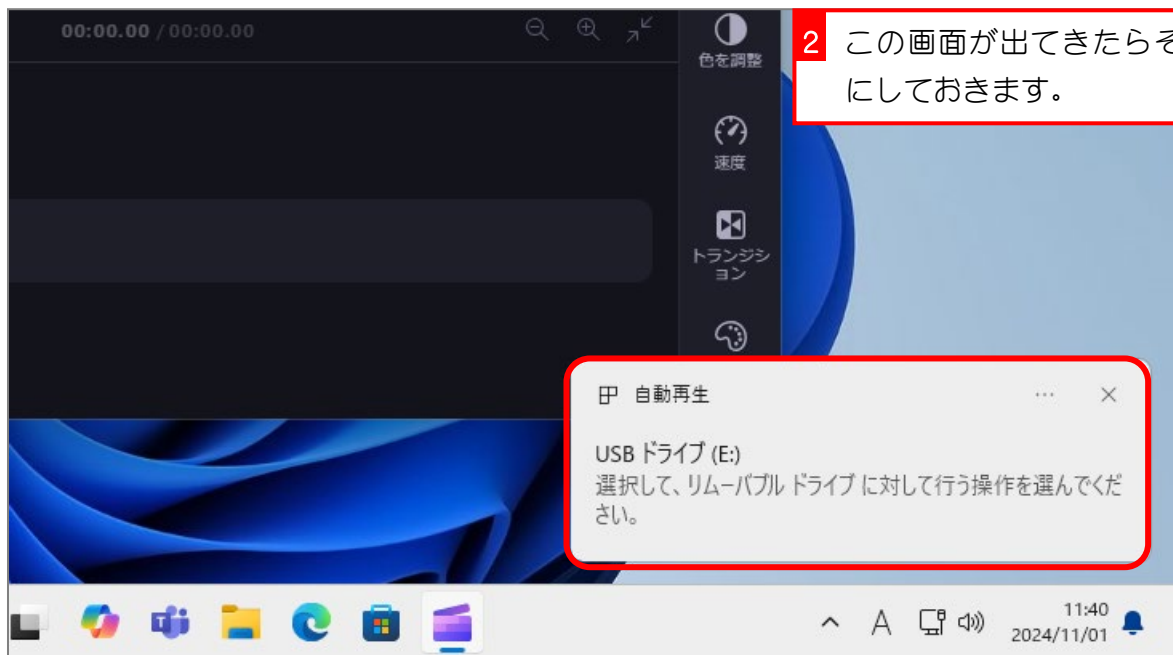 00:00.00 / 00:00.00
色を調整
2 この画面が出てきたらそ
にしておきます。
速度
トランジシ
ョン
自動再生
USB ドライブ (E:)
選択して、リムーバブル ドライブ に対して行う操作を選んでくだ
さい。
A
11:40
2024/11/01